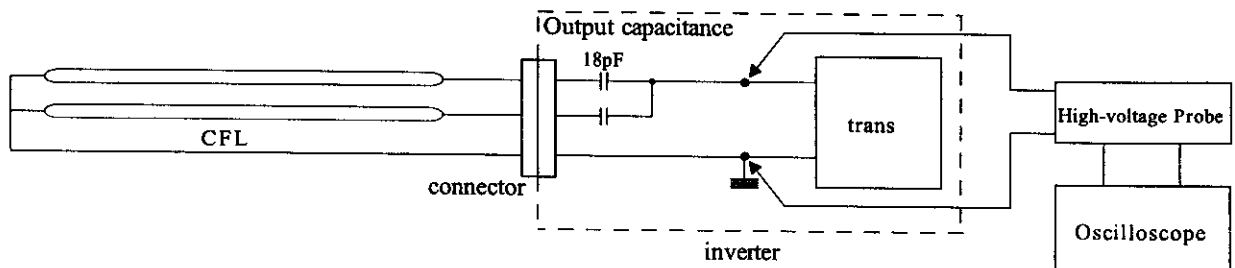 Output capacitance
18pF
CFL
connector
trans
inverter
High-voltage Probe
Oscilloscope